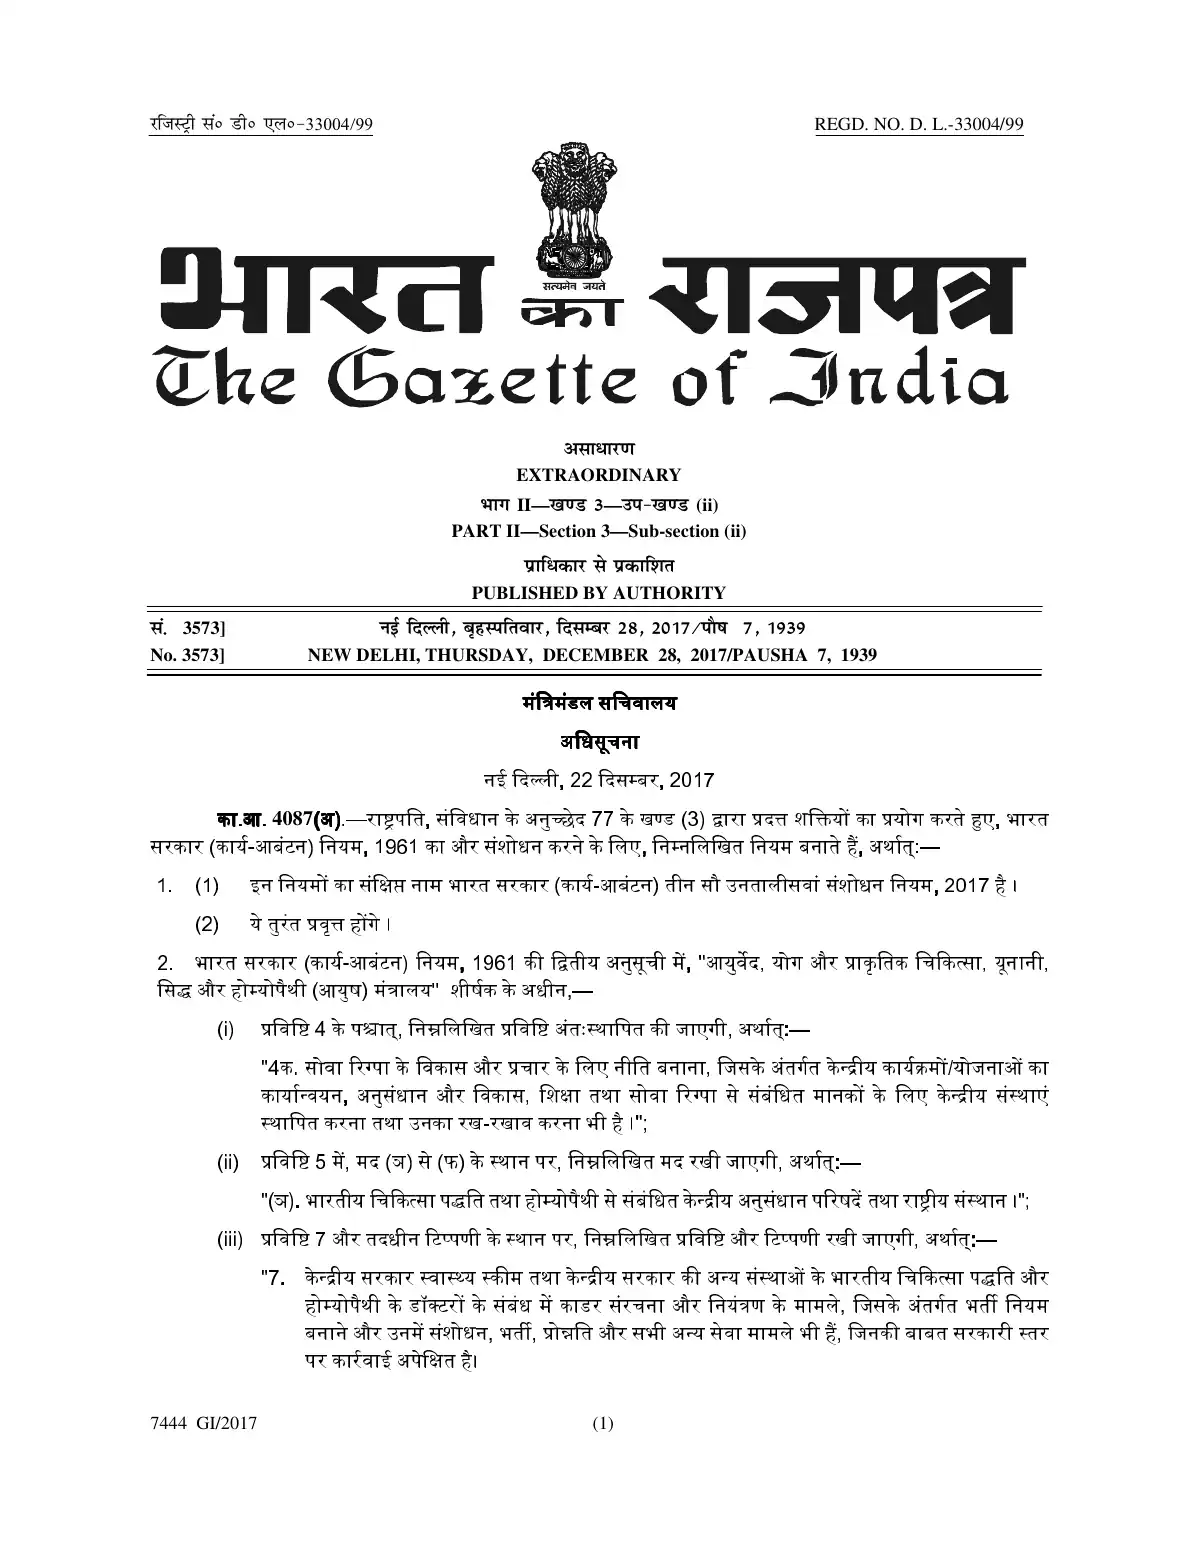 रजिस्ट्री सं० डी० एल०-33004/99
REGD. NO. D. L.-33004/99
सत्यमेव जयते
भारत का राजपत्र
The Gazette of India
असाधारण
EXTRAORDINARY
भाग II—खण्ड 3—उप-खण्ड (ii)
PART II—Section 3—Sub-section (ii)
प्राधिकार से प्रकाशित
PUBLISHED BY AUTHORITY
सं. 3573] नई दिल्ली, बृहस्पतिवार, दिसम्बर 28, 2017/पौष 7, 1939
No. 3573] NEW DELHI, THURSDAY, DECEMBER 28, 2017/PAUSHA 7, 1939
मंत्रिमंडल सचिवालय
अधिसूचना
नई दिल्ली, 22 दिसम्बर, 2017
का.आ. 4087(अ).—राष्ट्रपति, संविधान के अनुच्छेद 77 के खण्ड (3) द्वारा प्रदत्त शक्तियों का प्रयोग करते हुए, भारत
सरकार (कार्य-आबंटन) नियम, 1961 का और संशोधन करने के लिए, निम्नलिखित नियम बनाते हैं, अर्थात्:—
1. (1) इन नियमों का संक्षिप्त नाम भारत सरकार (कार्य-आबंटन) तीन सौ उनतालीसवां संशोधन नियम, 2017 है ।
(2) ये तुरंत प्रवृत्त होंगे ।
2. भारत सरकार (कार्य-आबंटन) नियम, 1961 की द्वितीय अनुसूची में, "आयुर्वेद, योग और प्राकृतिक चिकित्सा, यूनानी,
सिद्ध और होम्योपैथी (आयुष) मंत्रालय" शीर्षक के अधीन,—
(i) प्रविष्टि 4 के पश्चात्, निम्नलिखित प्रविष्टि अंतःस्थापित की जाएगी, अर्थात्:—
"4क. सोवा रिग्पा के विकास और प्रचार के लिए नीति बनाना, जिसके अंतर्गत केन्द्रीय कार्यक्रमों/योजनाओं का
कार्यान्वयन, अनुसंधान और विकास, शिक्षा तथा सोवा रिग्पा से संबंधित मानकों के लिए केन्द्रीय संस्थाएं
स्थापित करना तथा उनका रख-रखाव करना भी है ।";
(ii) प्रविष्टि 5 में, मद (ञ) से (फ) के स्थान पर, निम्नलिखित मद रखी जाएगी, अर्थात्:—
"(ञ). भारतीय चिकित्सा पद्धति तथा होम्योपैथी से संबंधित केन्द्रीय अनुसंधान परिषदें तथा राष्ट्रीय संस्थान ।";
(iii) प्रविष्टि 7 और तदधीन टिप्पणी के स्थान पर, निम्नलिखित प्रविष्टि और टिप्पणी रखी जाएगी, अर्थात्:—
"7. केन्द्रीय सरकार स्वास्थ्य स्कीम तथा केन्द्रीय सरकार की अन्य संस्थाओं के भारतीय चिकित्सा पद्धति और
होम्योपैथी के डॉक्टरों के संबंध में काडर संरचना और नियंत्रण के मामले, जिसके अंतर्गत भर्ती नियम
बनाने और उनमें संशोधन, भर्ती, प्रोन्नति और सभी अन्य सेवा मामले भी हैं, जिनकी बाबत सरकारी स्तर
पर कार्रवाई अपेक्षित है।
7444 GI/2017 (1)